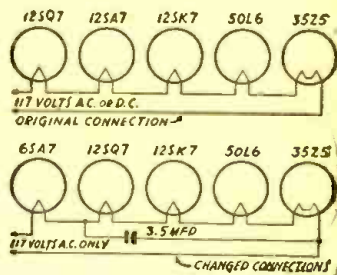 12SQ7 12SA7 12SK7 50L6 35Z5
117 VOLTS A.C. OR D.C.
ORIGINAL CONNECTION
6SA7 12SQ7 12SK7 50L6 35Z5
3.5 MFD
117 VOLTS A.C. ONLY
CHANGED CONNECTIONS